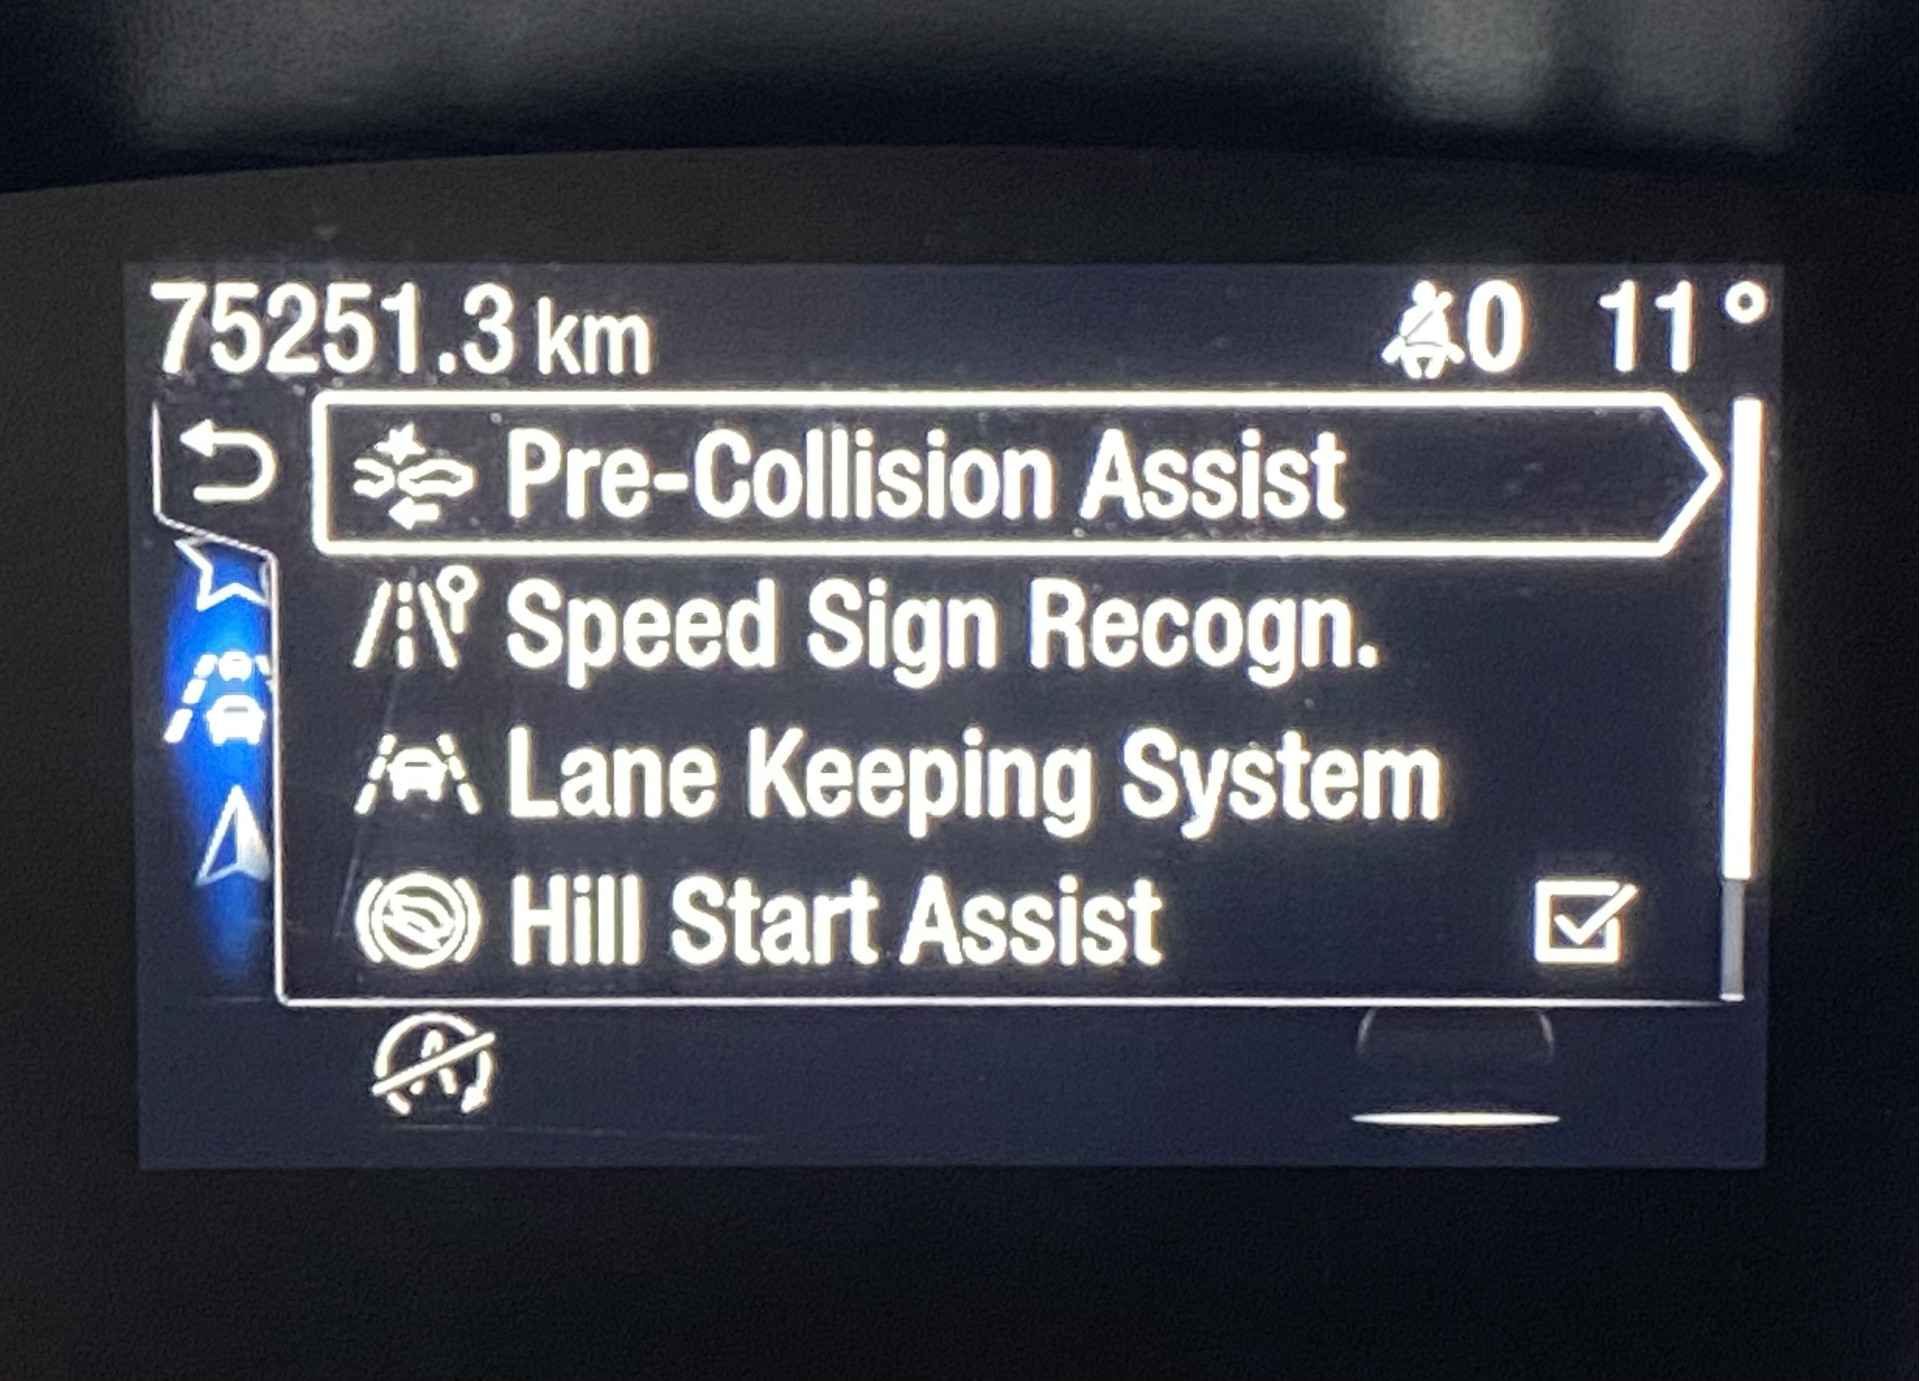 75251.3 km 0 11°
Pre-Collision Assist
Speed Sign Recogn.
Lane Keeping System
Hill Start Assist